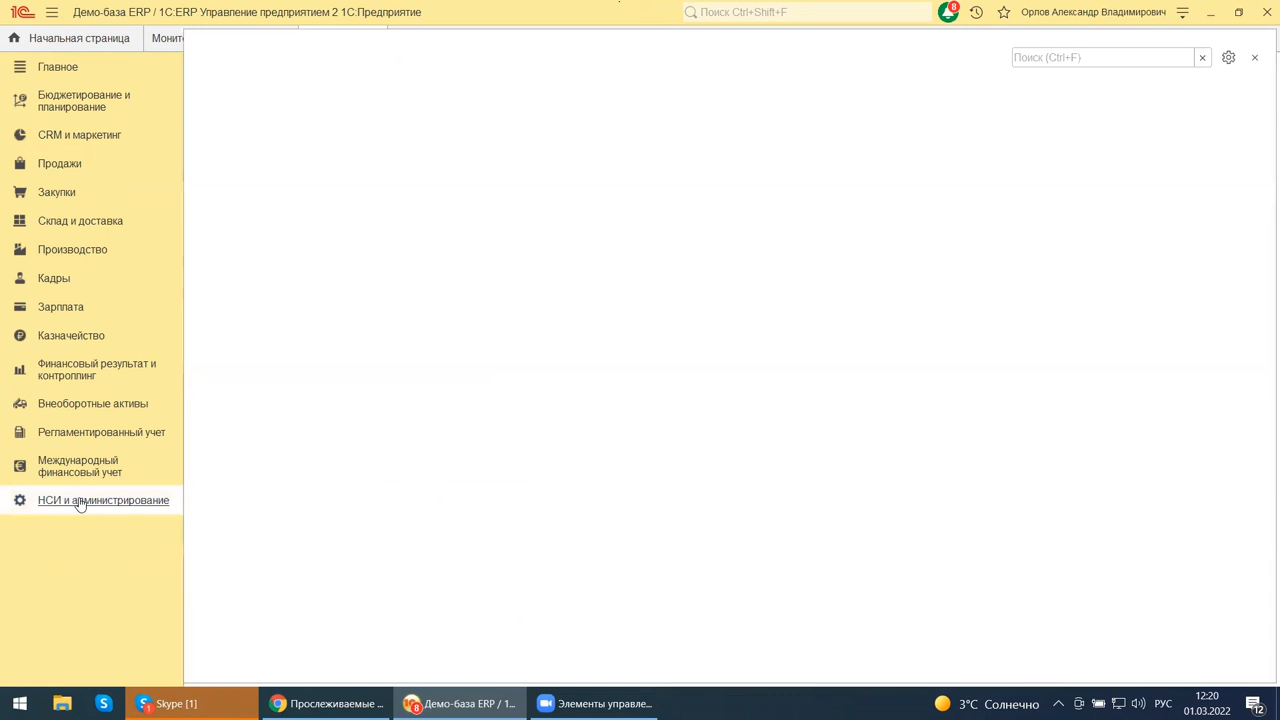 Демо-база ERP / 1С:ERP Управление предприятием 2 1С:Предприятие
Поиск Ctrl+Shift+F
8
Орлов Александр Владимирович
Начальная страница
Монит
Поиск (Ctrl+F)
Главное
Бюджетирование и
планирование
CRM и маркетинг
Продажи
Закупки
Склад и доставка
Производство
Кадры
Зарплата
Казначейство
Финансовый результат и
контроллинг
Внеоборотные активы
Регламентированный учет
Международный
финансовый учет
НСИ и администрирование
Skype [1]
Прослеживаемые ...
Демо-база ERP / 1...
Элементы управле...
3°C Солнечно
РУС
12:20
01.03.2022
12